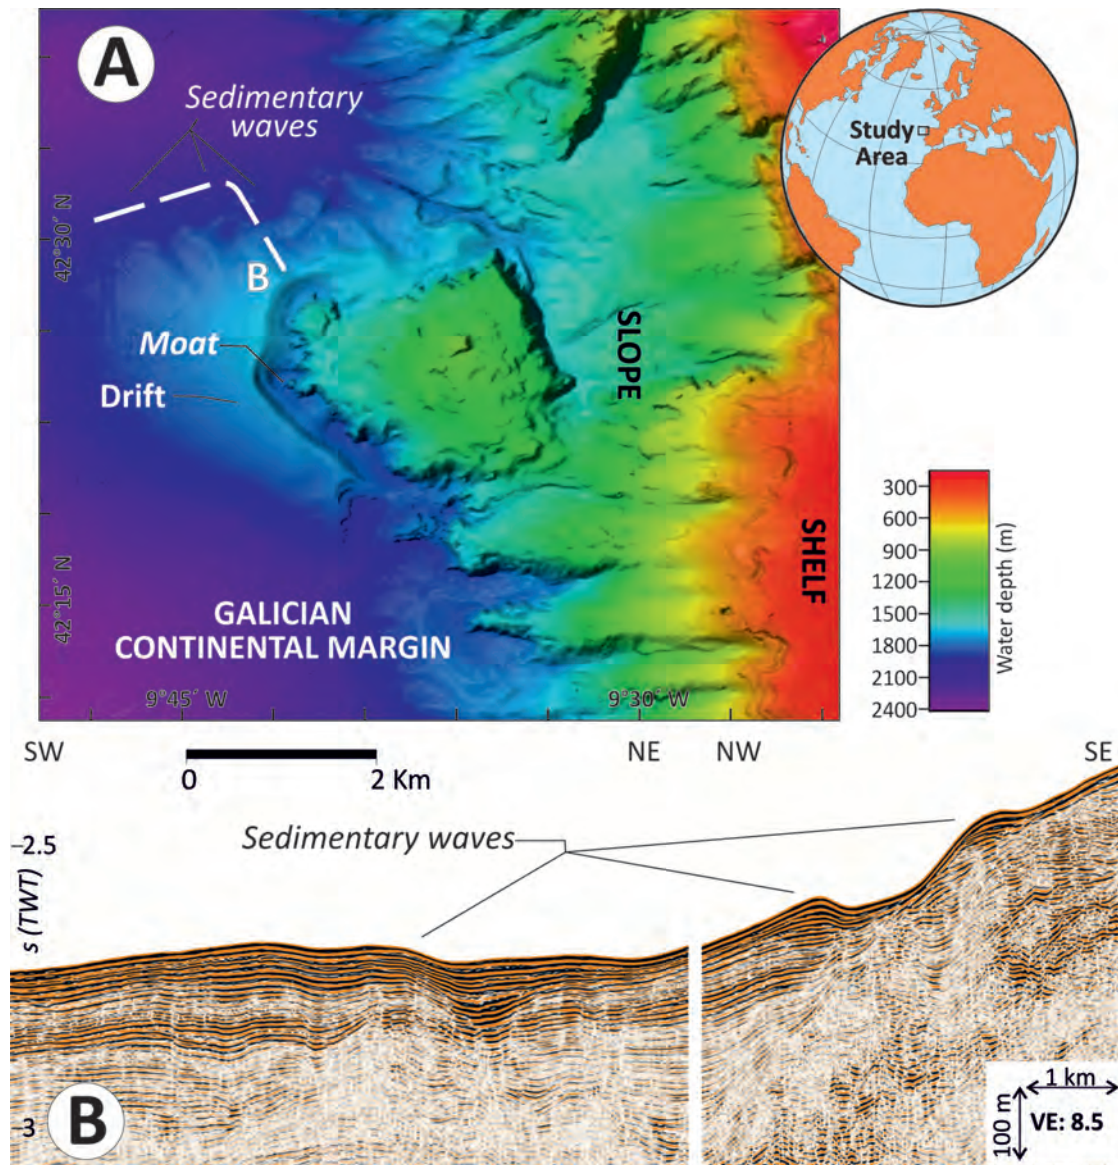 A
Sedimentary
waves
42°30´ N
B
Moat
Drift
SLOPE
SHELF
42°15´ N
GALICIAN
CONTINENTAL MARGIN
9°45´ W
9°30´ W
Study
Area
300
600
900
1200
1500
1800
2100
2400
Water depth (m)
SW
NE
NW
SE
0
2 Km
Sedimentary waves
2.5
s (TWT)
3
B
1 km
100 m
VE: 8.5